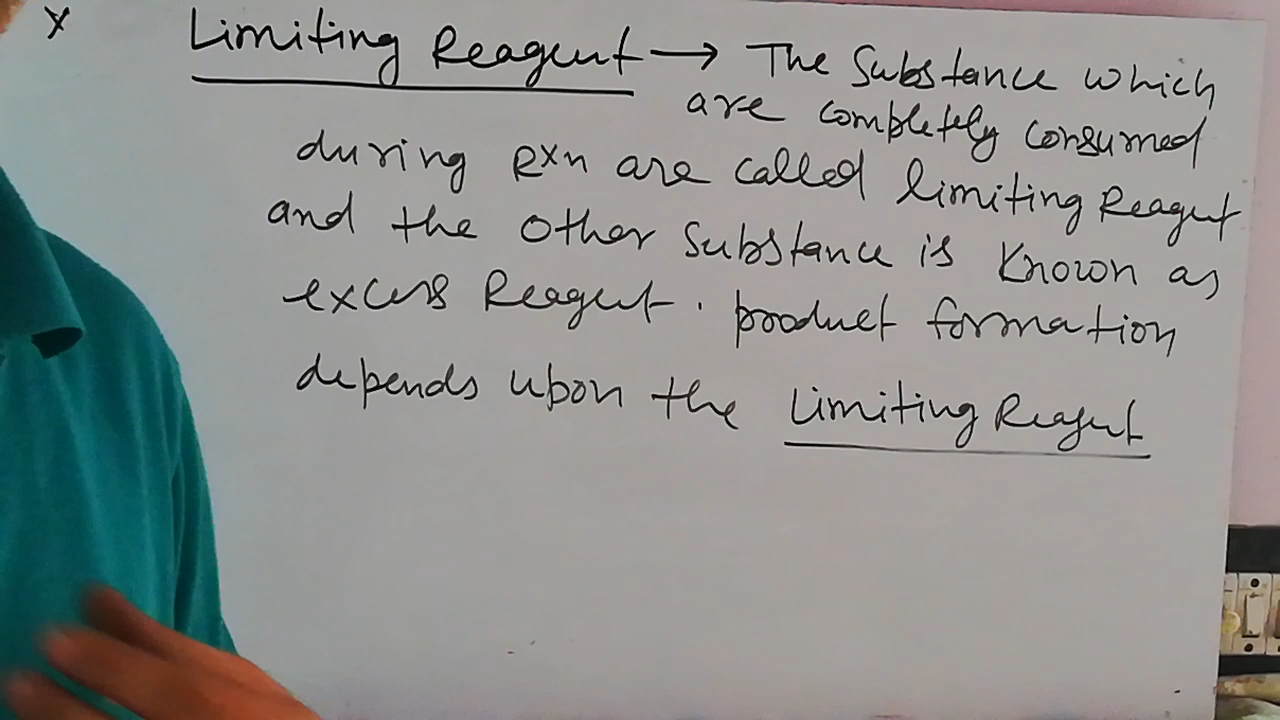 x Limiting Reagent → The Substance which
are completely consumed
during Rxn are called limiting Reagent
and the other substance is known as
excess Reagent. product formation
depends upon the Limiting Reagent